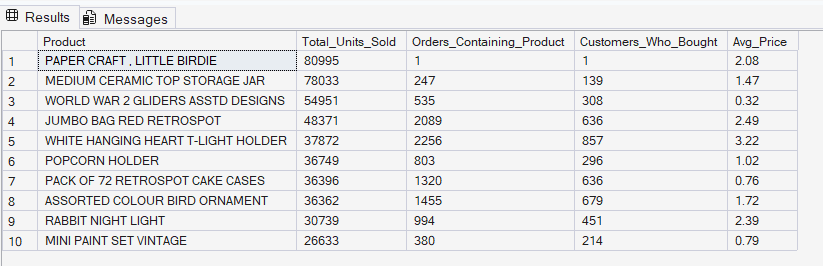 Results Messages
Product Total_Units_Sold Orders_Containing_Product Customers_Who_Bought Avg_Price
1 PAPER CRAFT , LITTLE BIRDIE 80995 1 1 2.08
2 MEDIUM CERAMIC TOP STORAGE JAR 78033 247 139 1.47
3 WORLD WAR 2 GLIDERS ASSTD DESIGNS 54951 535 308 0.32
4 JUMBO BAG RED RETROSPOT 48371 2089 636 2.49
5 WHITE HANGING HEART T-LIGHT HOLDER 37872 2256 857 3.22
6 POPCORN HOLDER 36749 803 296 1.02
7 PACK OF 72 RETROSPOT CAKE CASES 36396 1320 636 0.76
8 ASSORTED COLOUR BIRD ORNAMENT 36362 1455 679 1.72
9 RABBIT NIGHT LIGHT 30739 994 451 2.39
10 MINI PAINT SET VINTAGE 26633 380 214 0.79